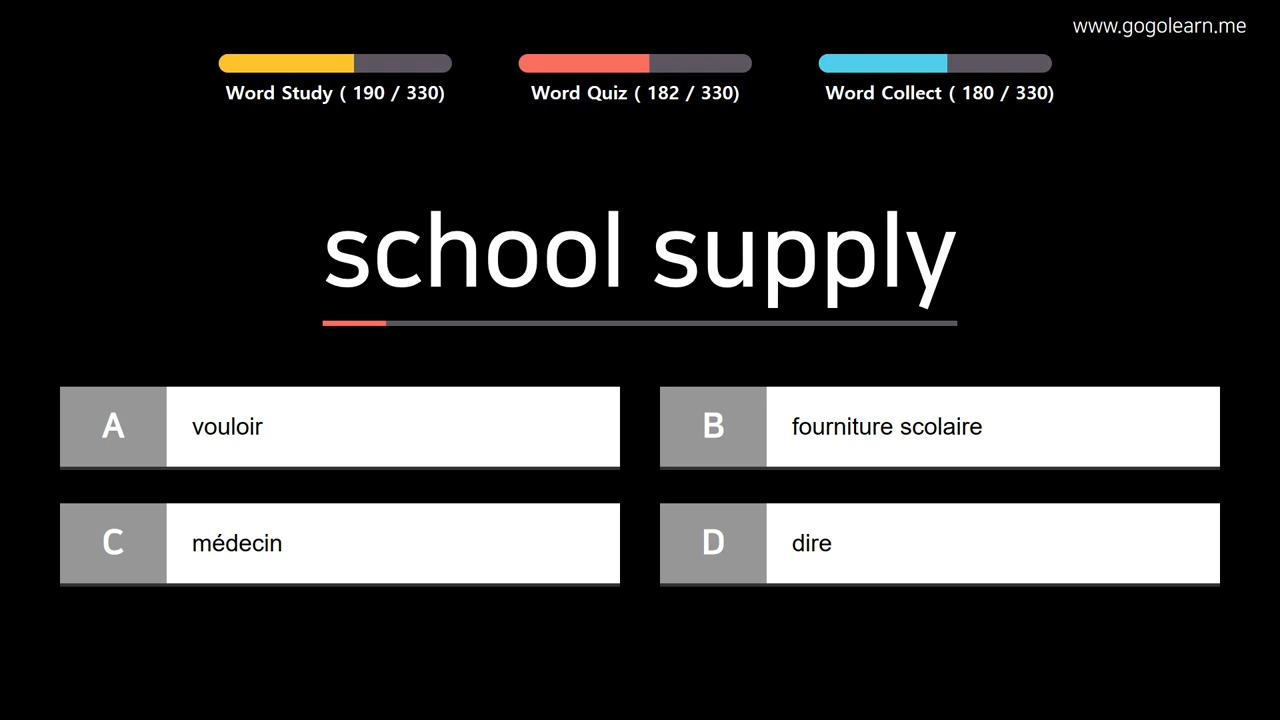 www.gogolearn.me
Word Study ( 190 / 330)
Word Quiz ( 182 / 330)
Word Collect ( 180 / 330)
school supply
A vouloir
B fourniture scolaire
C médecin
D dire